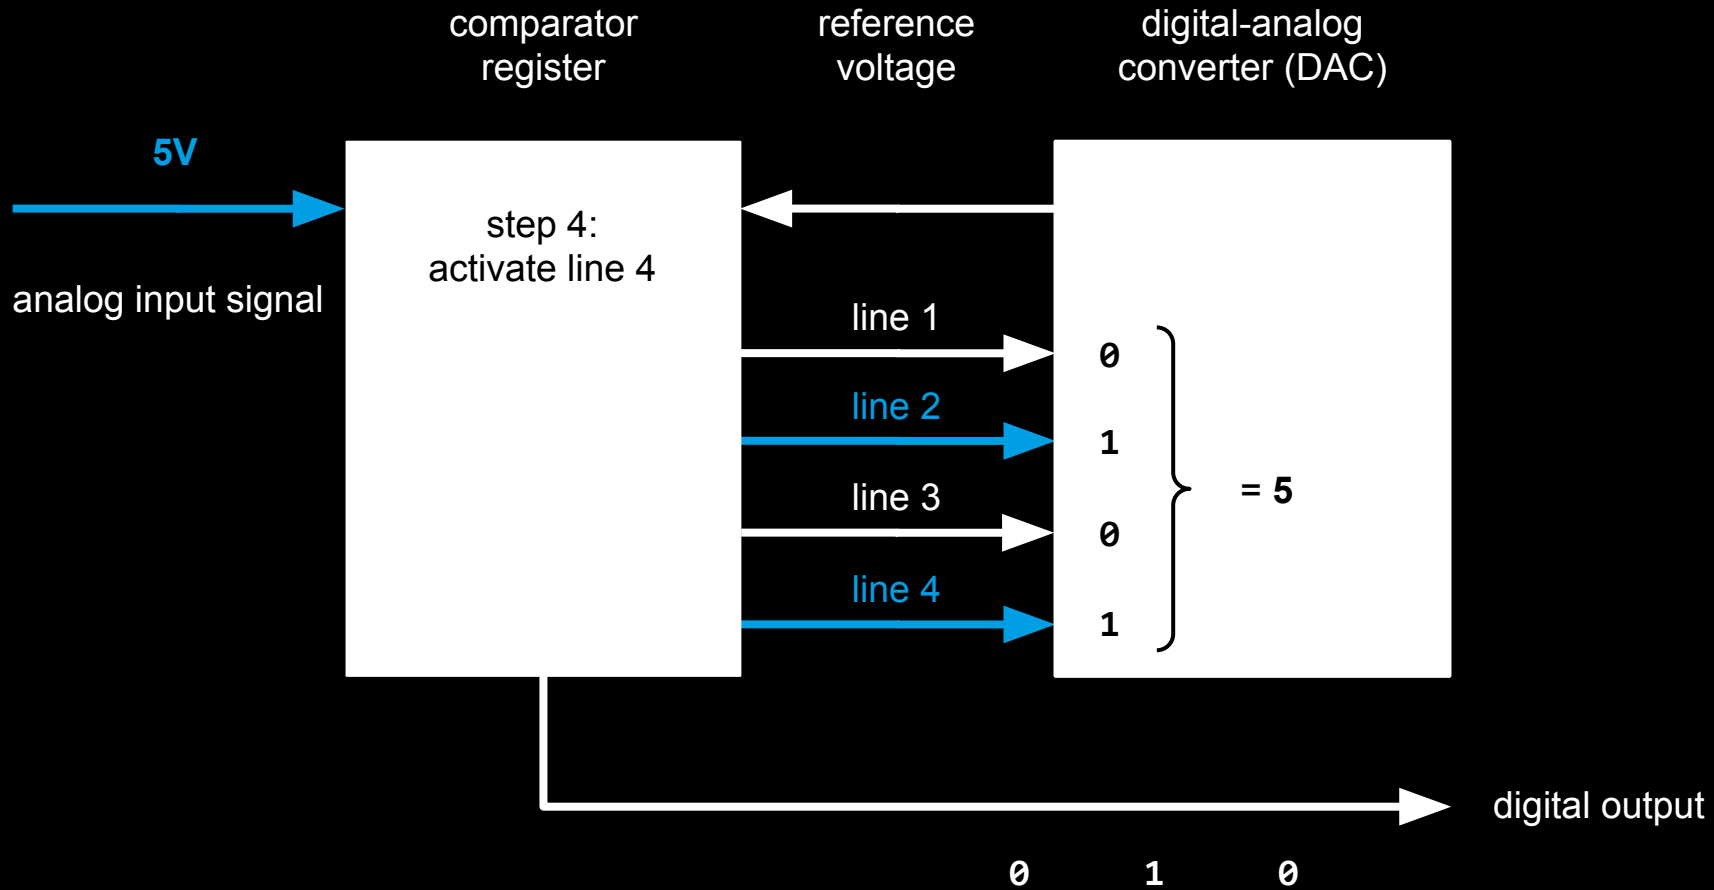 comparator
register
reference
voltage
digital-analog
converter (DAC)
5V
analog input signal
step 4:
activate line 4
line 1
line 2
line 3
line 4
0
1
0
1
= 5
digital output
0 1 0